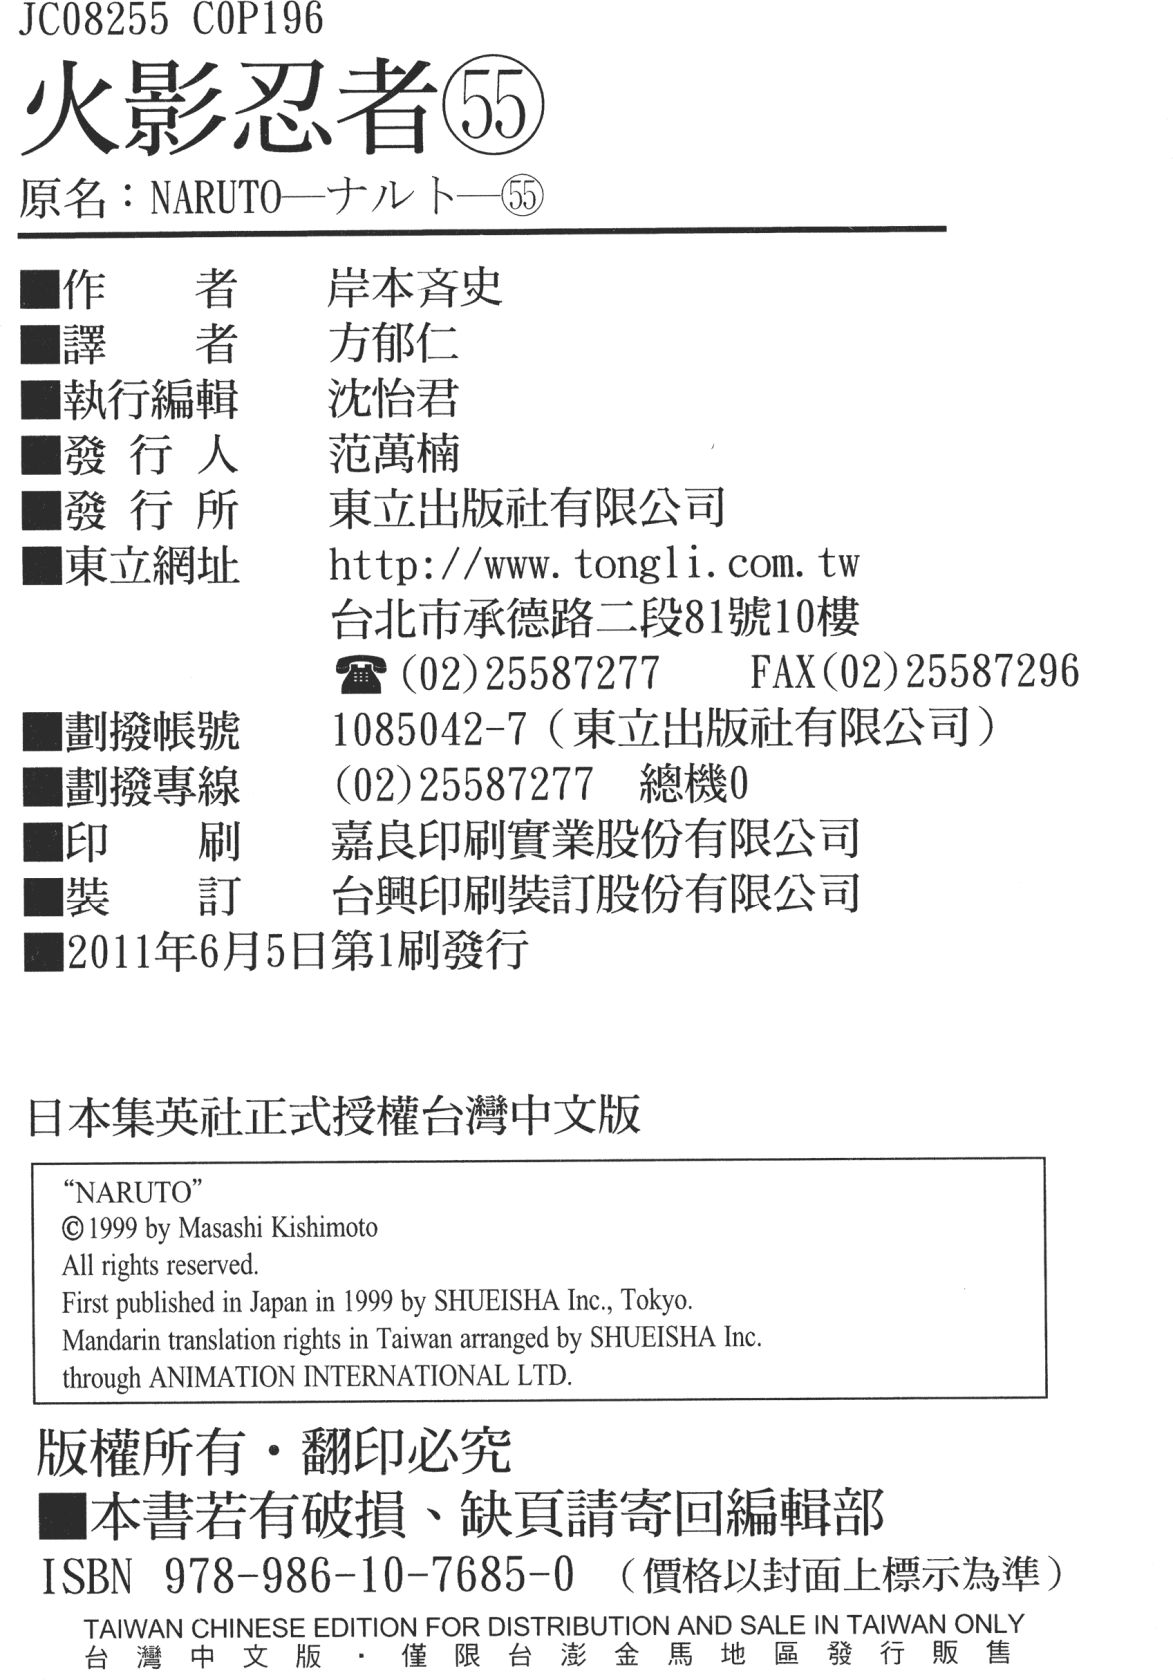 JC08255 C0P196
火影忍者55
原名：NARUTO—ナルト—55
■作者 岸本斉史
■譯者 方郁仁
■執行編輯 沈怡君
■發行人 范萬楠
■發行所 東立出版社有限公司
■東立網址 http://www.tongli.com.tw
台北市承德路二段81號10樓
☎(02)25587277 FAX(02)25587296
■劃撥帳號 1085042-7（東立出版社有限公司）
■劃撥專線 (02)25587277 總機0
■印刷 嘉良印刷實業股份有限公司
■裝訂 台興印刷裝訂股份有限公司
■2011年6月5日第1刷發行
日本集英社正式授權台灣中文版
“NARUTO”
©1999 by Masashi Kishimoto
All rights reserved.
First published in Japan in 1999 by SHUEISHA Inc., Tokyo.
Mandarin translation rights in Taiwan arranged by SHUEISHA Inc.
through ANIMATION INTERNATIONAL LTD.
版權所有・翻印必究
■本書若有破損、缺頁請寄回編輯部
ISBN 978-986-10-7685-0 （價格以封面上標示為準）
TAIWAN CHINESE EDITION FOR DISTRIBUTION AND SALE IN TAIWAN ONLY
台灣中文版・僅限台澎金馬地區發行販售